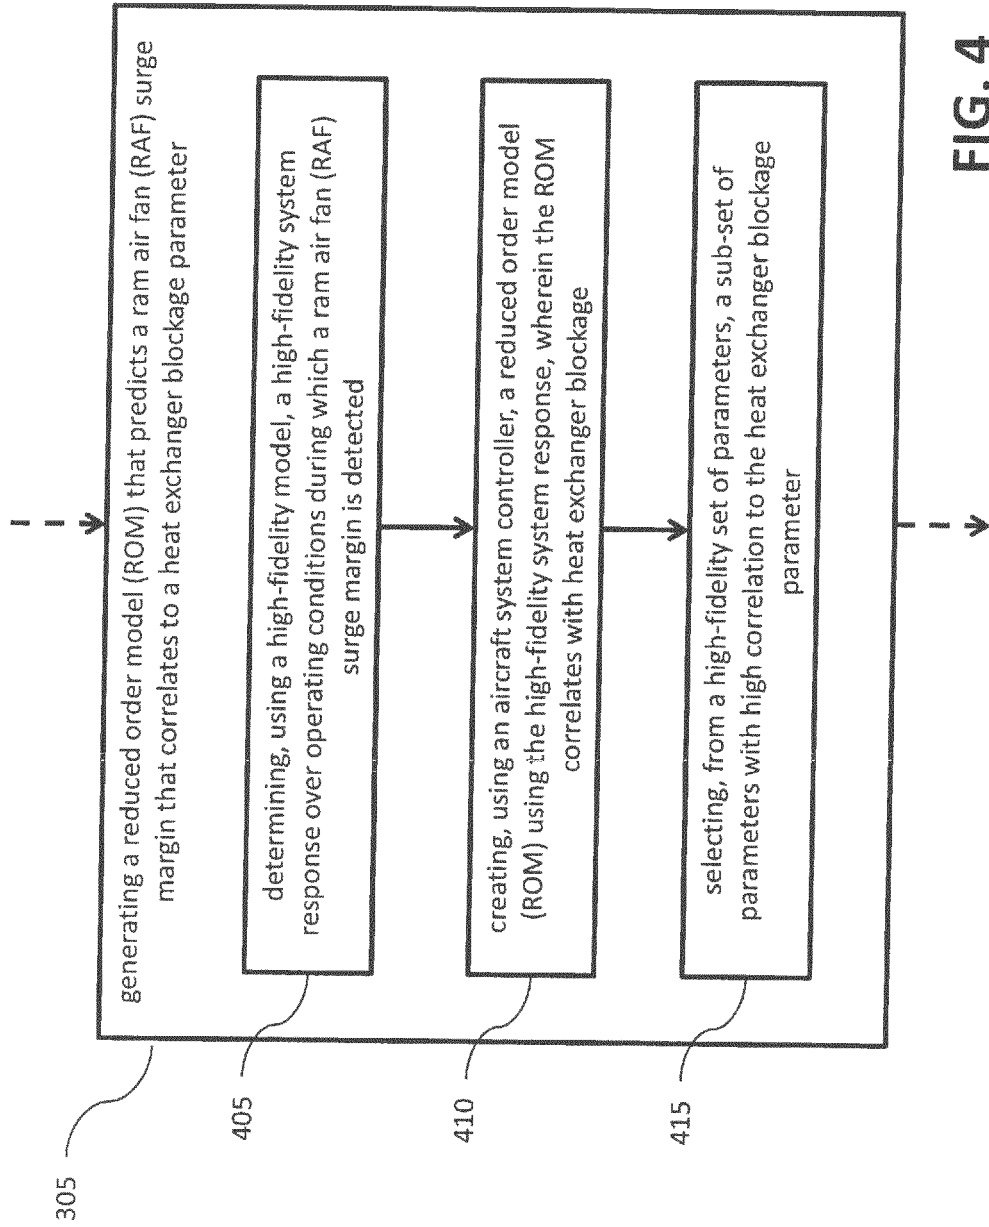 generating a reduced order model (ROM) that predicts a ram air fan (RAF) surge
margin that correlates to a heat exchanger blockage parameter
305
determining, using a high-fidelity model, a high-fidelity system
response over operating conditions during which a ram air fan (RAF)
surge margin is detected
405
creating, using an aircraft system controller, a reduced order model
(ROM) using the high-fidelity system response, wherein the ROM
correlates with heat exchanger blockage
410
selecting, from a high-fidelity set of parameters, a sub-set of
parameters with high correlation to the heat exchanger blockage
parameter
415
FIG. 4